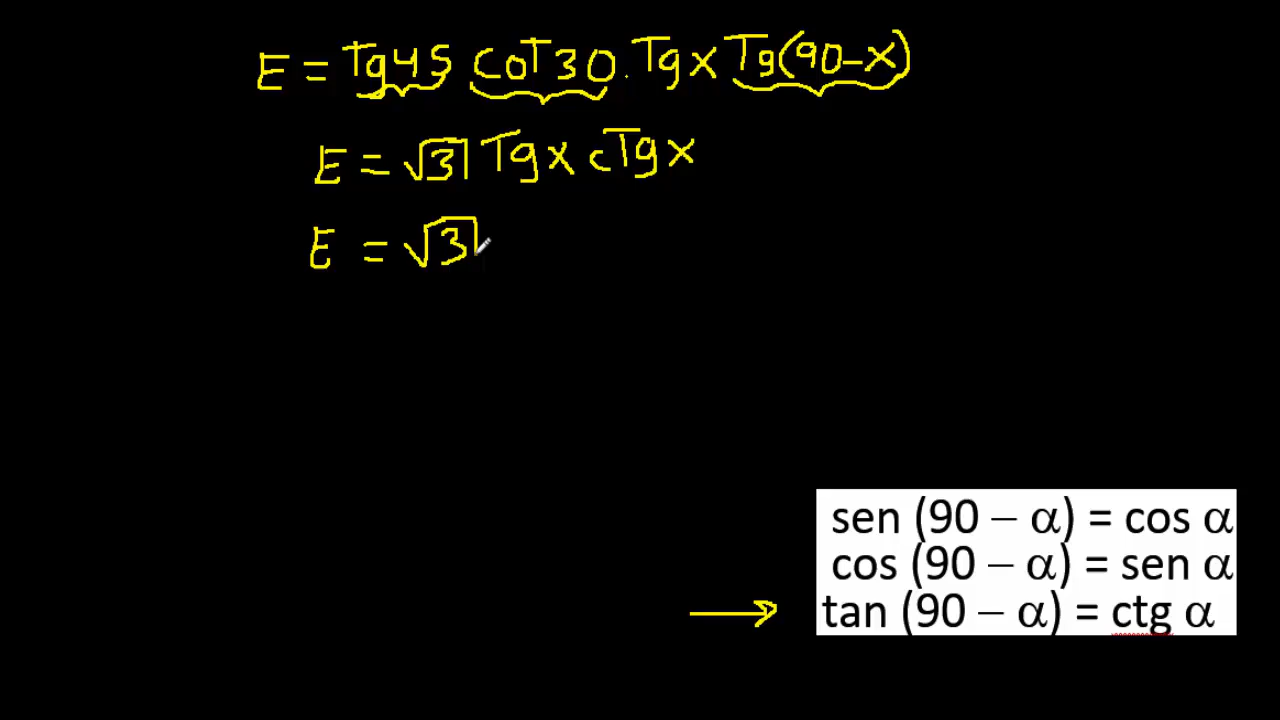 E = Tg45 CoT30 . Tgx Tg(90-x)
E = √3 Tgx cTgx
E = √3
sen (90 – α) = cos α
cos (90 – α) = sen α
tan (90 – α) = ctg α